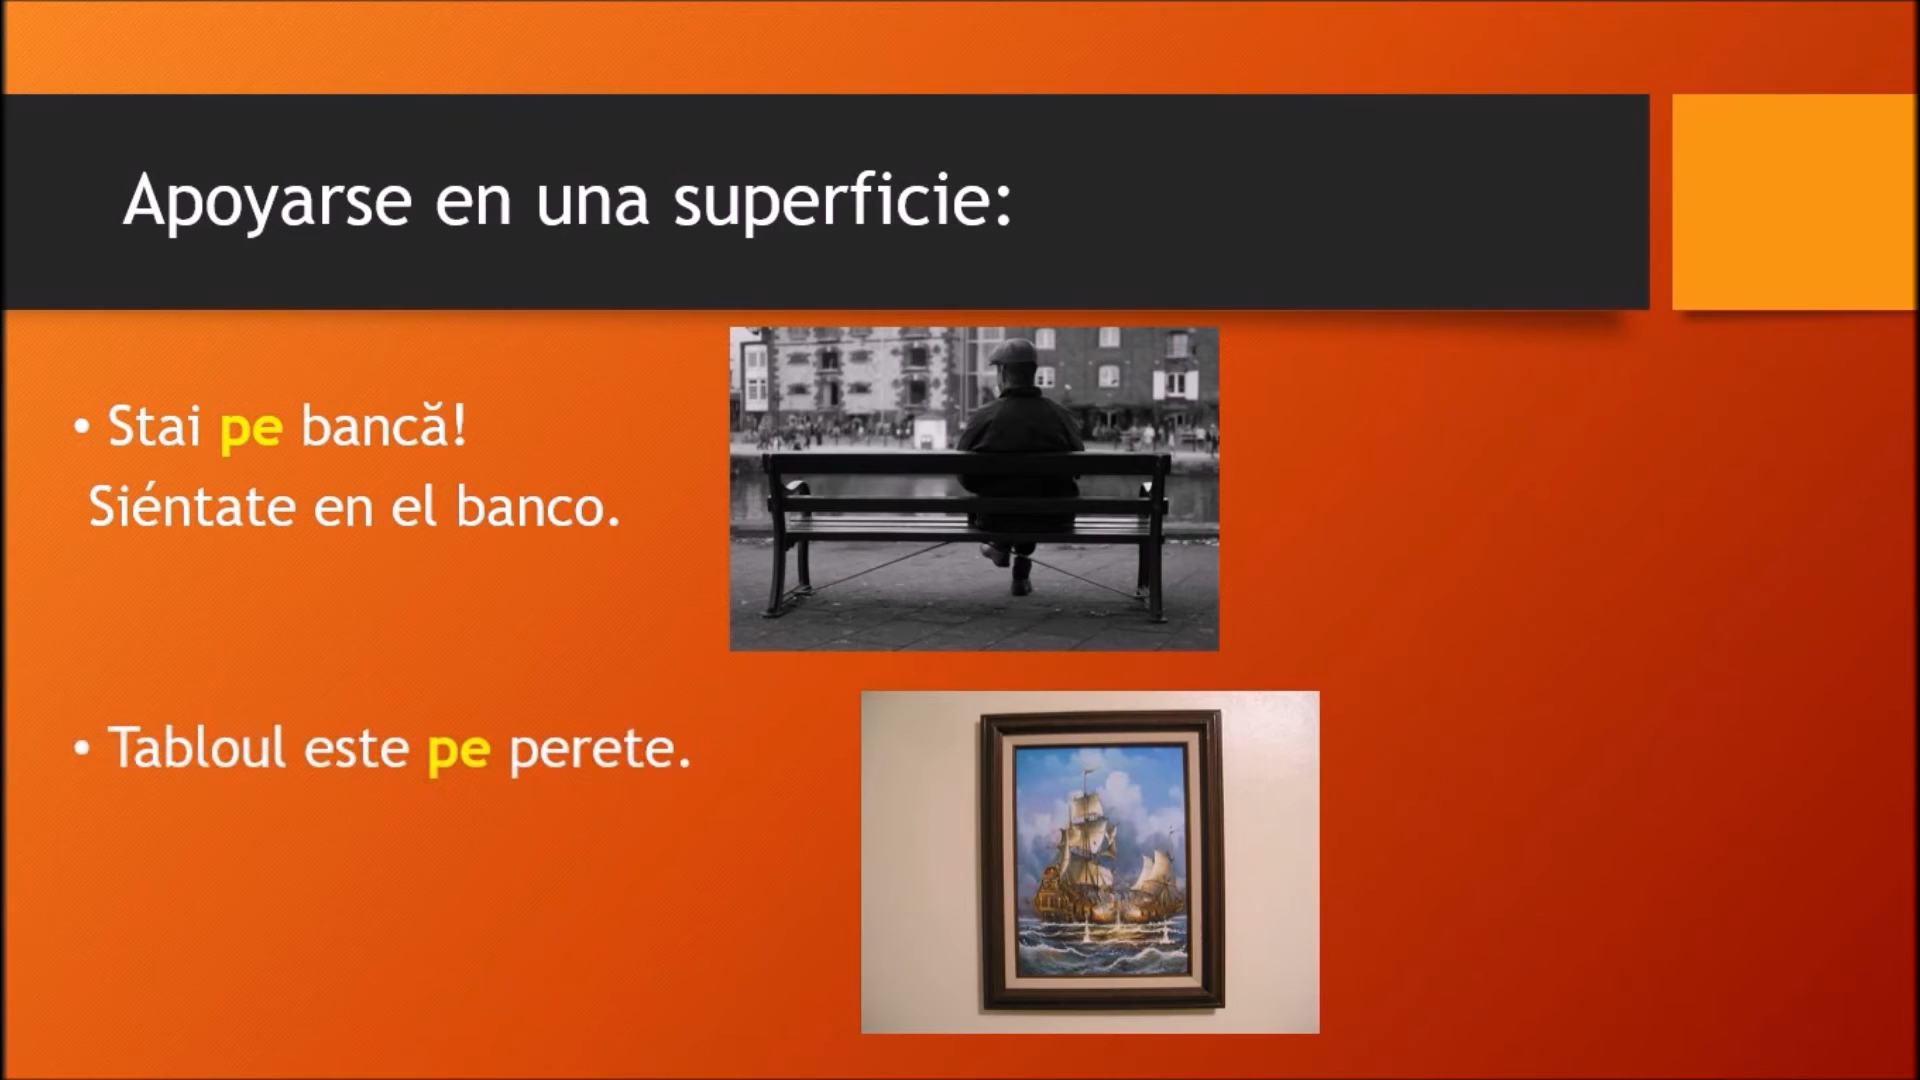 Apoyarse en una superficie:
• Stai pe bancă!
Siéntate en el banco.
• Tabloul este pe perete.